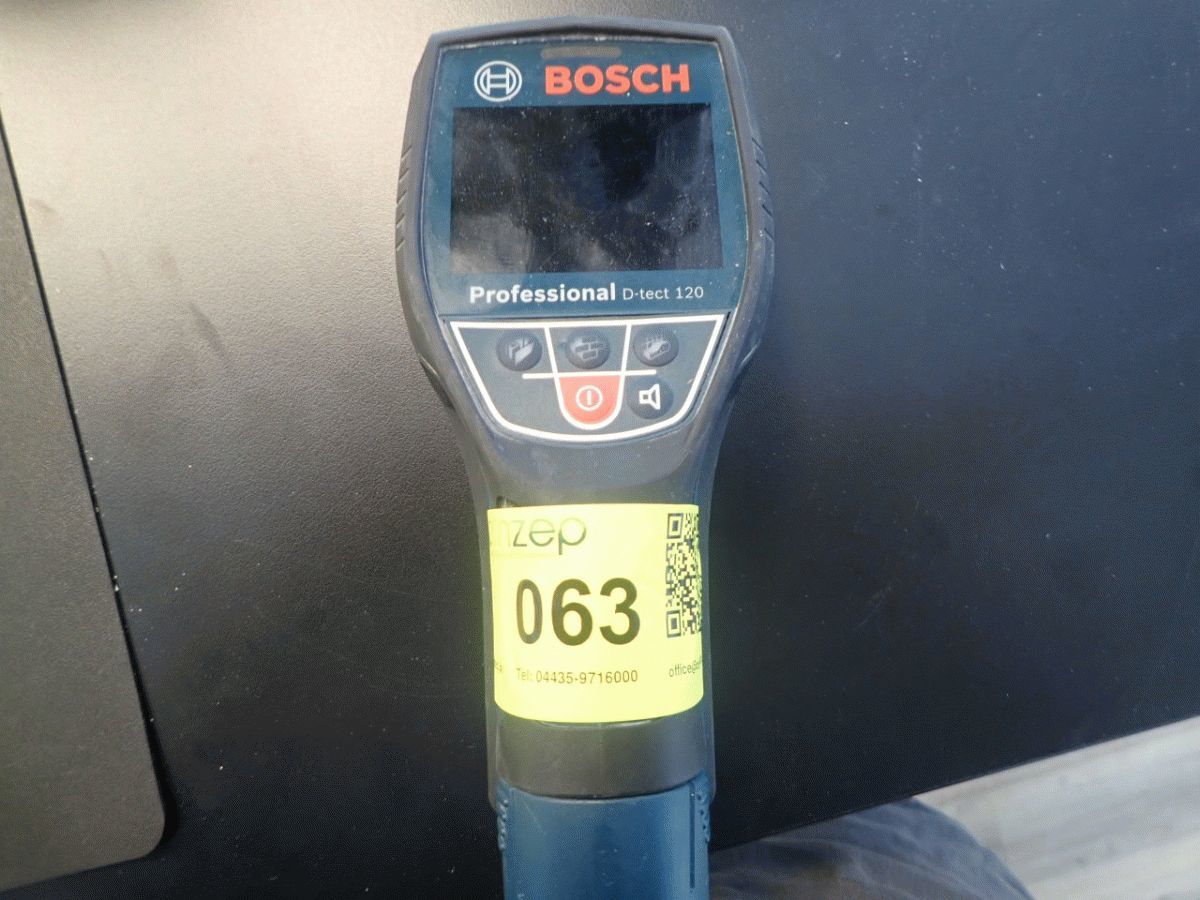 BOSCH
Professional D-tect 120
nzep
063
Tel: 04435-9716000
office@